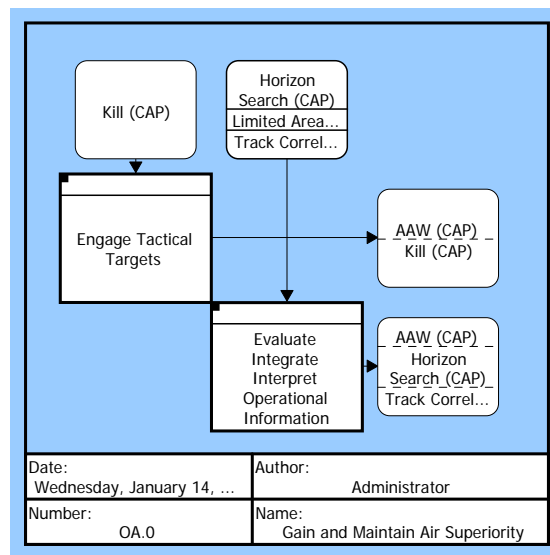 Kill (CAP)
Horizon
Search (CAP)
Limited Area...
Track Correl...
Engage Tactical
Targets
AAW (CAP)
Kill (CAP)
Evaluate
Integrate
Interpret
Operational
Information
AAW (CAP)
Horizon
Search (CAP)
Track Correl...
Date:
Wednesday, January 14, ...
Author:
Administrator
Number:
OA.0
Name:
Gain and Maintain Air Superiority